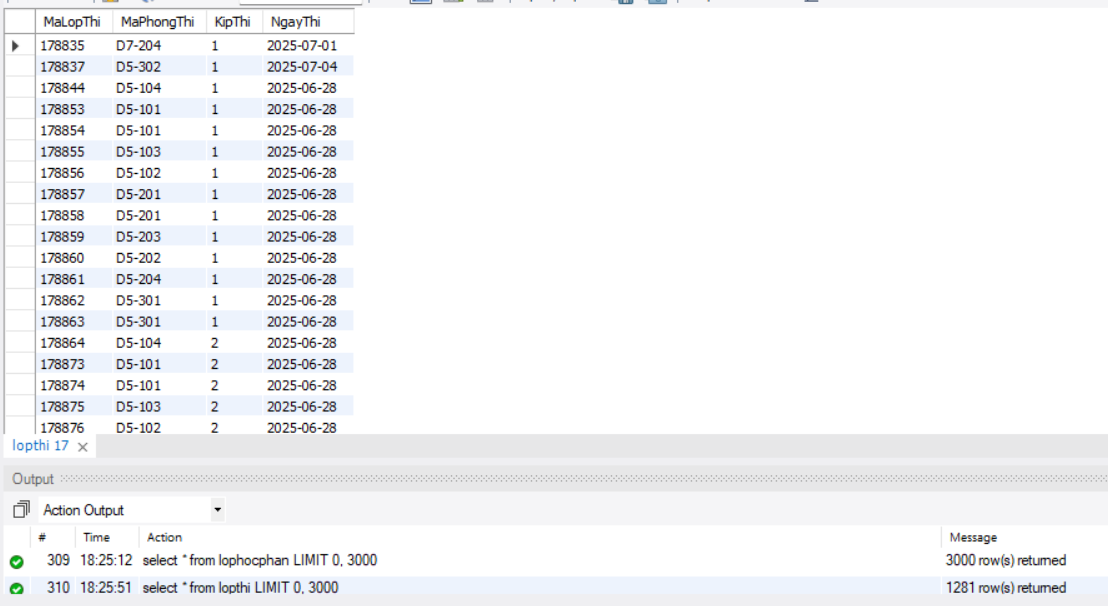 MaLopThi MaPhongThi KipThi NgayThi
178835 D7-204 1 2025-07-01
178837 D5-302 1 2025-07-04
178844 D5-104 1 2025-06-28
178853 D5-101 1 2025-06-28
178854 D5-101 1 2025-06-28
178855 D5-103 1 2025-06-28
178856 D5-102 1 2025-06-28
178857 D5-201 1 2025-06-28
178858 D5-201 1 2025-06-28
178859 D5-203 1 2025-06-28
178860 D5-202 1 2025-06-28
178861 D5-204 1 2025-06-28
178862 D5-301 1 2025-06-28
178863 D5-301 1 2025-06-28
178864 D5-104 2 2025-06-28
178873 D5-101 2 2025-06-28
178874 D5-101 2 2025-06-28
178875 D5-103 2 2025-06-28
178876 D5-102 2 2025-06-28
lopthi 17
Output
Action Output
# Time Action Message
309 18:25:12 select * from lophocphan LIMIT 0, 3000 3000 row(s) returned
310 18:25:51 select * from lopthi LIMIT 0, 3000 1281 row(s) returned